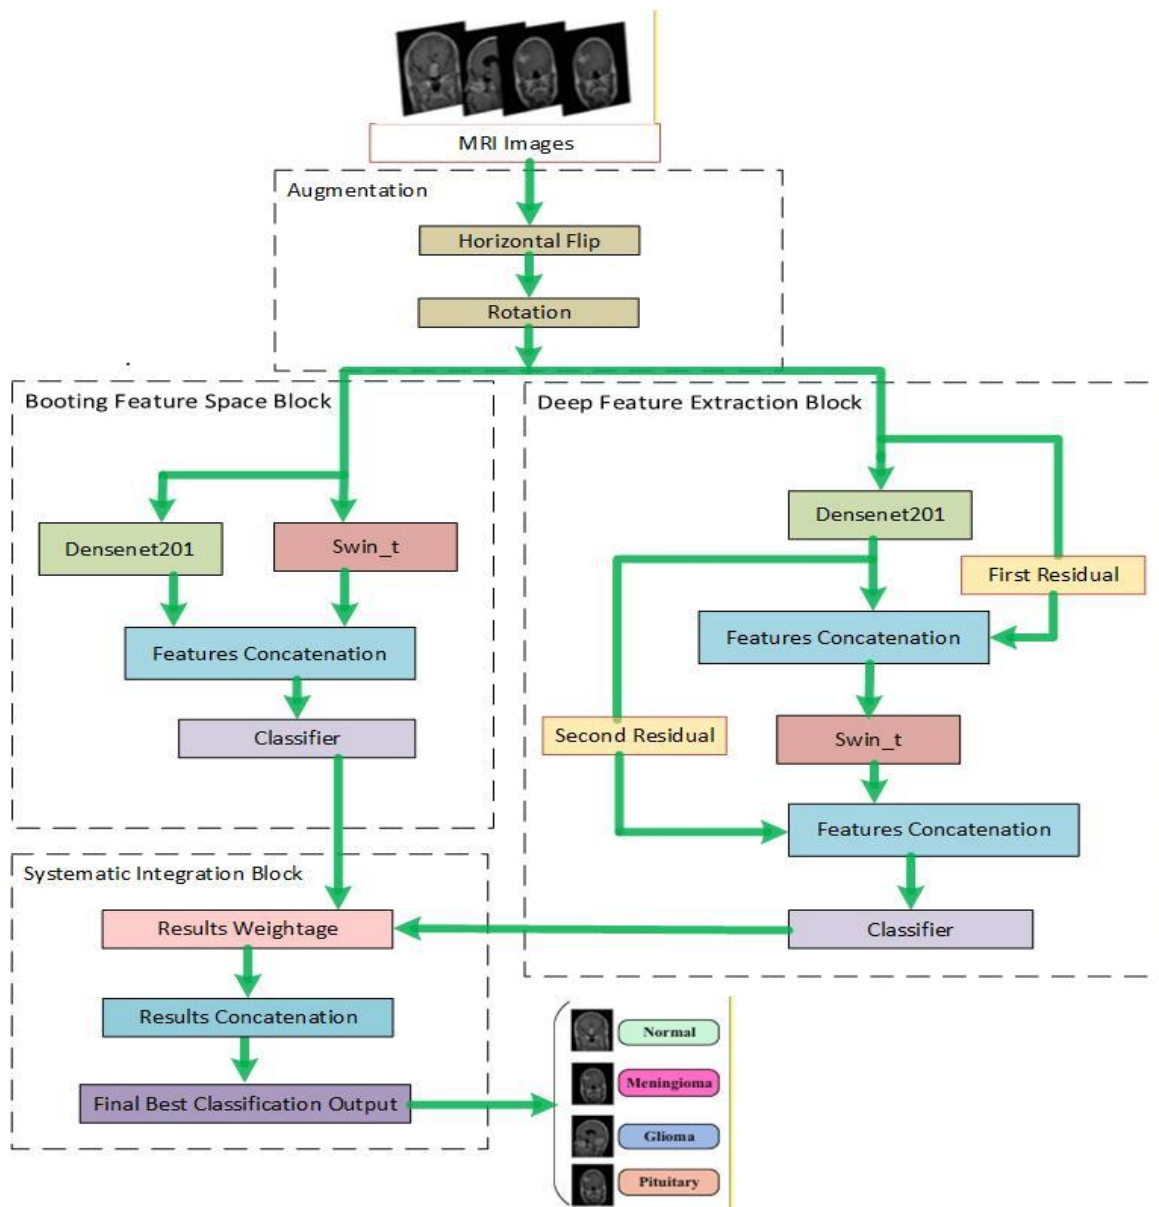 MRI Images
Augmentation
Horizontal Flip
Rotation
Booting Feature Space Block
Densenet201
Swin_t
Features Concatenation
Classifier
Deep Feature Extraction Block
Densenet201
First Residual
Features Concatenation
Second Residual
Swin_t
Features Concatenation
Classifier
Systematic Integration Block
Results Weightage
Results Concatenation
Final Best Classification Output
Normal
Meningioma
Glioma
Pituitary